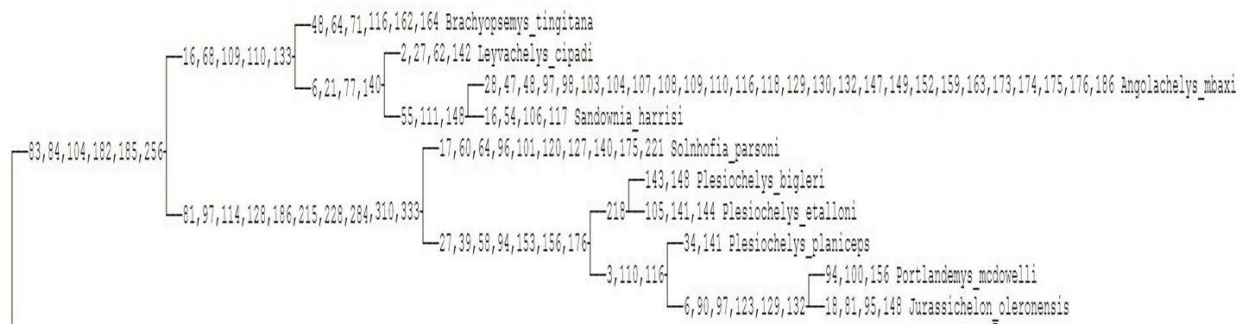 48,64,71,116,162,164 Brachyopsemys_tingitana
16,68,109,110,133
2,27,62,142 Leyvachelys_cipadi
6,21,77,140
28,47,48,97,98,103,104,107,108,109,110,116,118,129,130,132,147,149,152,159,163,173,174,175,176,186 Angolachelys_mbaxi
55,111,148
16,54,106,117 Sandownia_harrisi
83,84,104,182,185,256
17,60,64,96,101,120,127,140,175,221 Solnhofia_parsoni
143,148 Plesiochelys_bigleri
81,97,114,128,186,215,228,284,310,333
218
105,141,144 Plesiochelys_etalloni
27,39,58,94,153,156,176
34,141 Plesiochelys_planiceps
3,110,116
94,100,156 Portlandemys_mcdowelli
6,90,97,123,129,132
18,81,95,148 Jurassichelon_oleronensis